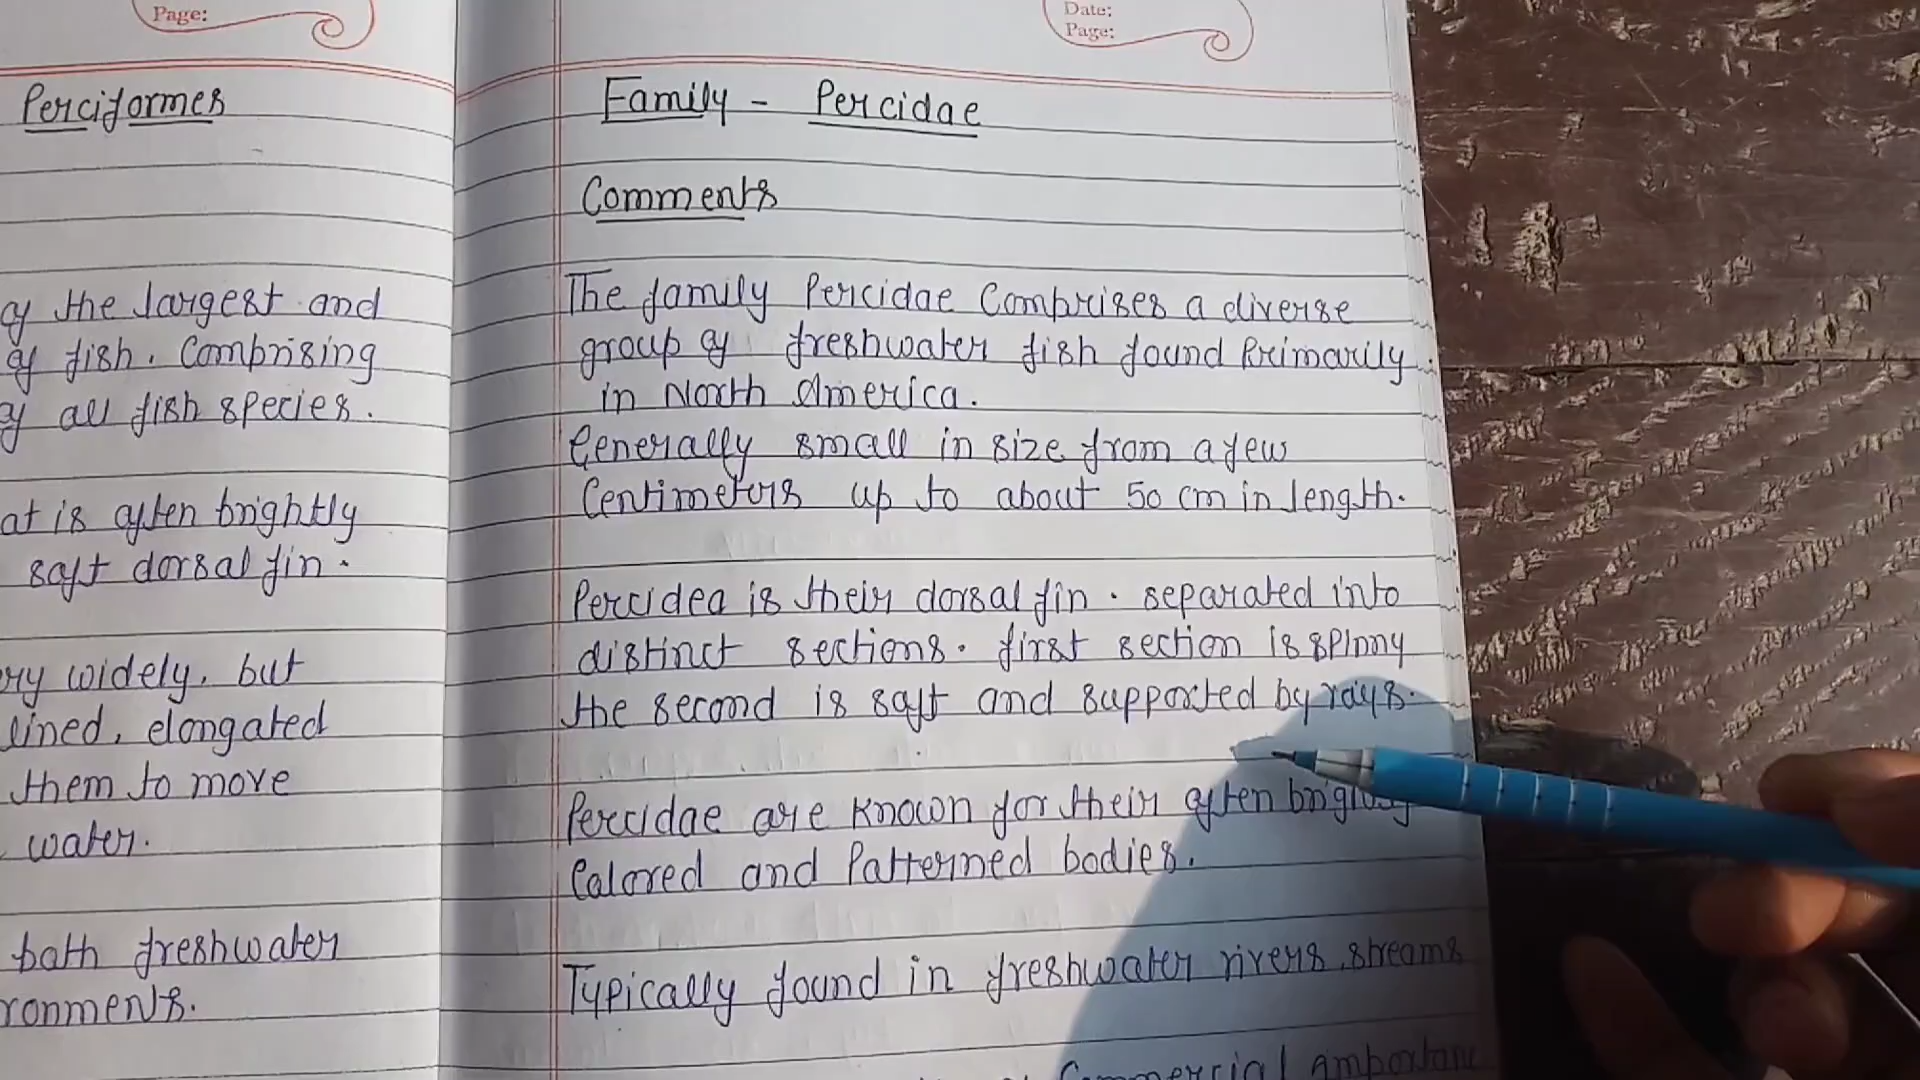 Page:
Perciformes
of the largest and
of fish. Comprising
of all fish species.
at is often brightly
soft dorsal fin.
ry widely, but
lined, elongated
them to move
water.
both freshwater
ronments.
Date:
Page:
Family - Percidae
Comments
The family Percidae Comprises a diverse
group of freshwater fish found Primarily
in North America.
Generally small in size from a few
Centimeters up to about 50 cm in length.
Percidea is their dorsal fin. separated into
distinct sections. first section is spinny
the second is soft and supported by rays.
Percidae are known for their often brightly
Colored and Patterned bodies.
Typically found in freshwater rivers, streams
Commercial importanc